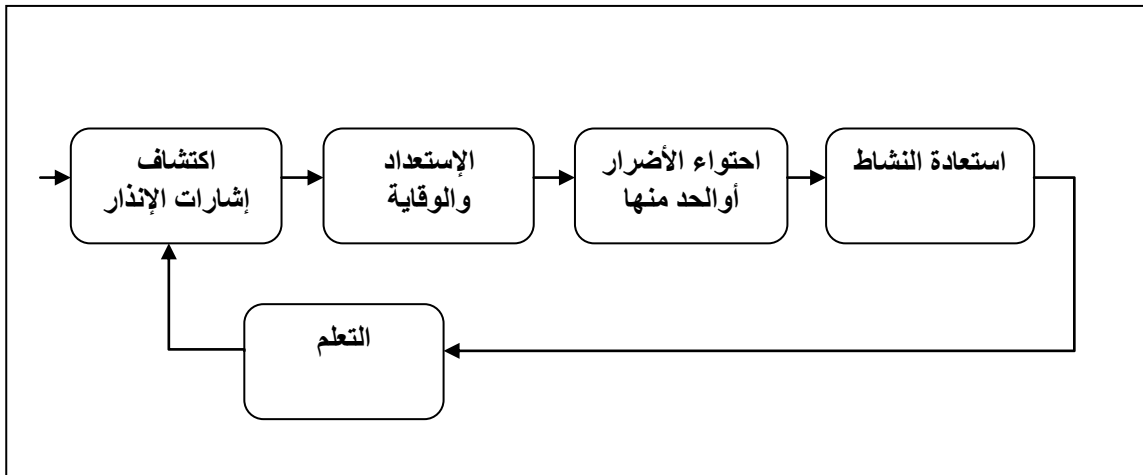 اكتشاف
إشارات الإنذار
الإستعداد
والوقاية
احتواء الأضرار
أوالحد منها
استعادة النشاط
التعلم